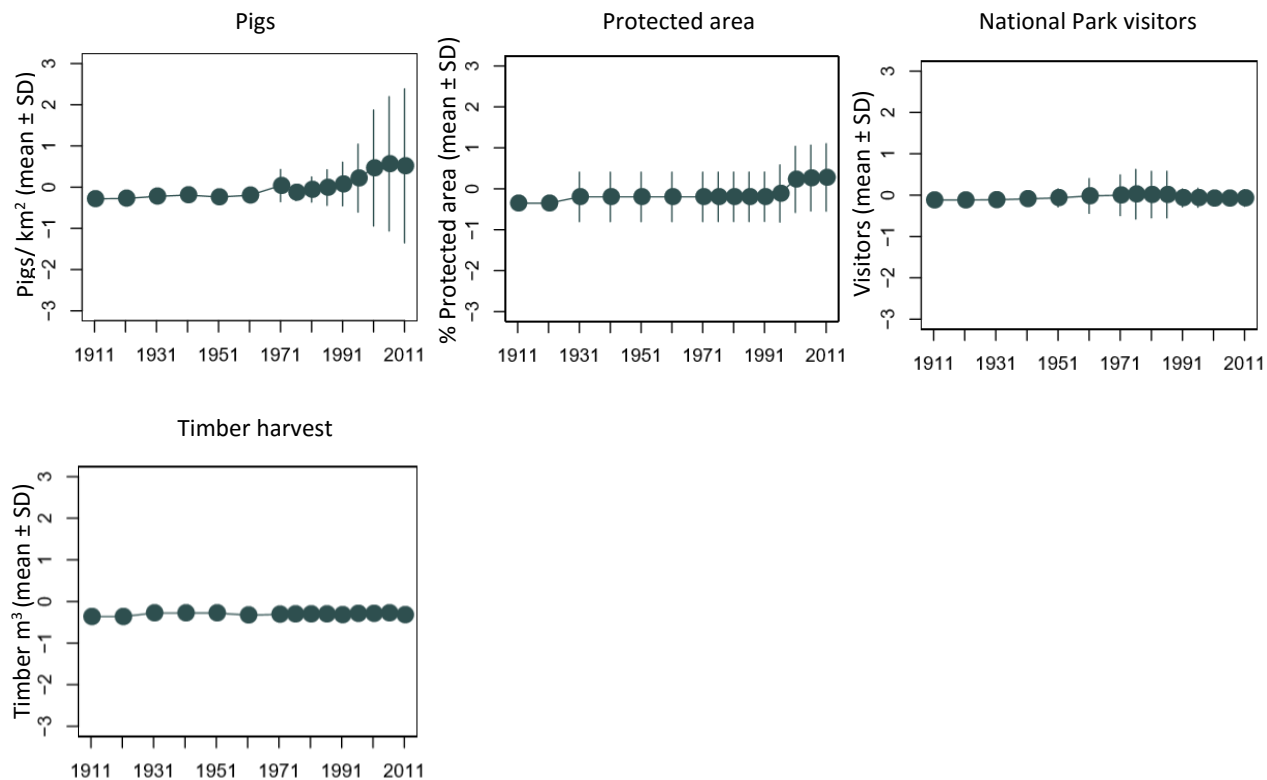 Pigs
Pigs/ km² (mean ± SD)
3
2
1
0
−1
−2
−3
1911 1931 1951 1971 1991 2011
Protected area
% Protected area (mean ± SD)
3
2
1
0
−1
−2
−3
1911 1931 1951 1971 1991 2011
National Park visitors
Visitors (mean ± SD)
3
2
1
0
−1
−2
−3
1911 1931 1951 1971 1991 2011
Timber harvest
Timber m³ (mean ± SD)
3
2
1
0
−1
−2
−3
1911 1931 1951 1971 1991 2011